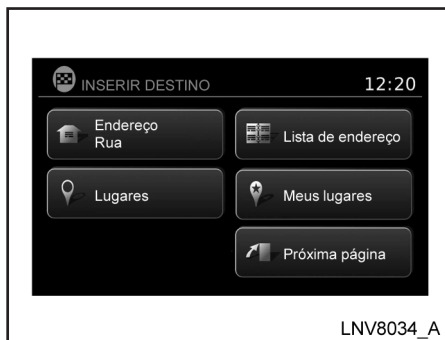 INSERIR DESTINO
12:20
Endereço
Rua
Lista de endereço
Lugares
Meus lugares
Próxima página
LNV8034_A